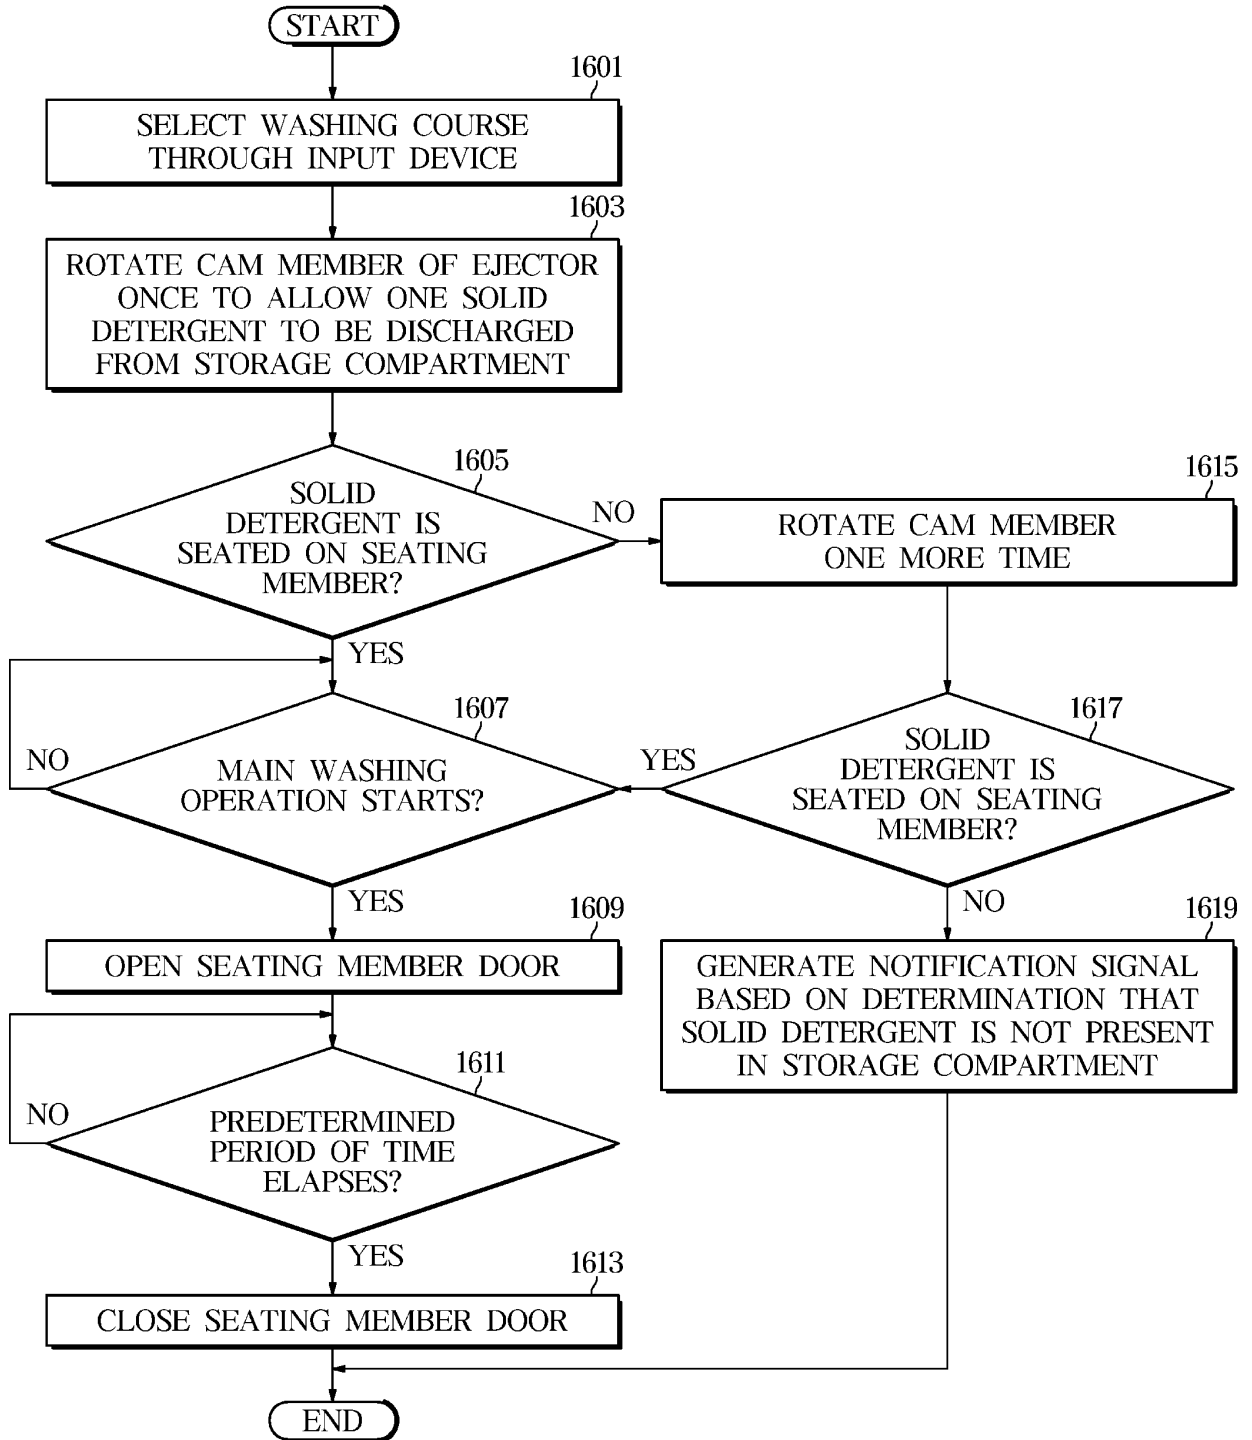 START
1601
SELECT WASHING COURSE
THROUGH INPUT DEVICE
1603
ROTATE CAM MEMBER OF EJECTOR
ONCE TO ALLOW ONE SOLID
DETERGENT TO BE DISCHARGED
FROM STORAGE COMPARTMENT
1605
SOLID
DETERGENT IS
SEATED ON SEATING
MEMBER?
NO
1615
ROTATE CAM MEMBER
ONE MORE TIME
YES
1607
MAIN WASHING
OPERATION STARTS?
NO
YES
1617
SOLID
DETERGENT IS
SEATED ON SEATING
MEMBER?
YES
NO
1609
OPEN SEATING MEMBER DOOR
1619
GENERATE NOTIFICATION SIGNAL
BASED ON DETERMINATION THAT
SOLID DETERGENT IS NOT PRESENT
IN STORAGE COMPARTMENT
1611
PREDETERMINED
PERIOD OF TIME
ELAPSES?
NO
YES
1613
CLOSE SEATING MEMBER DOOR
END